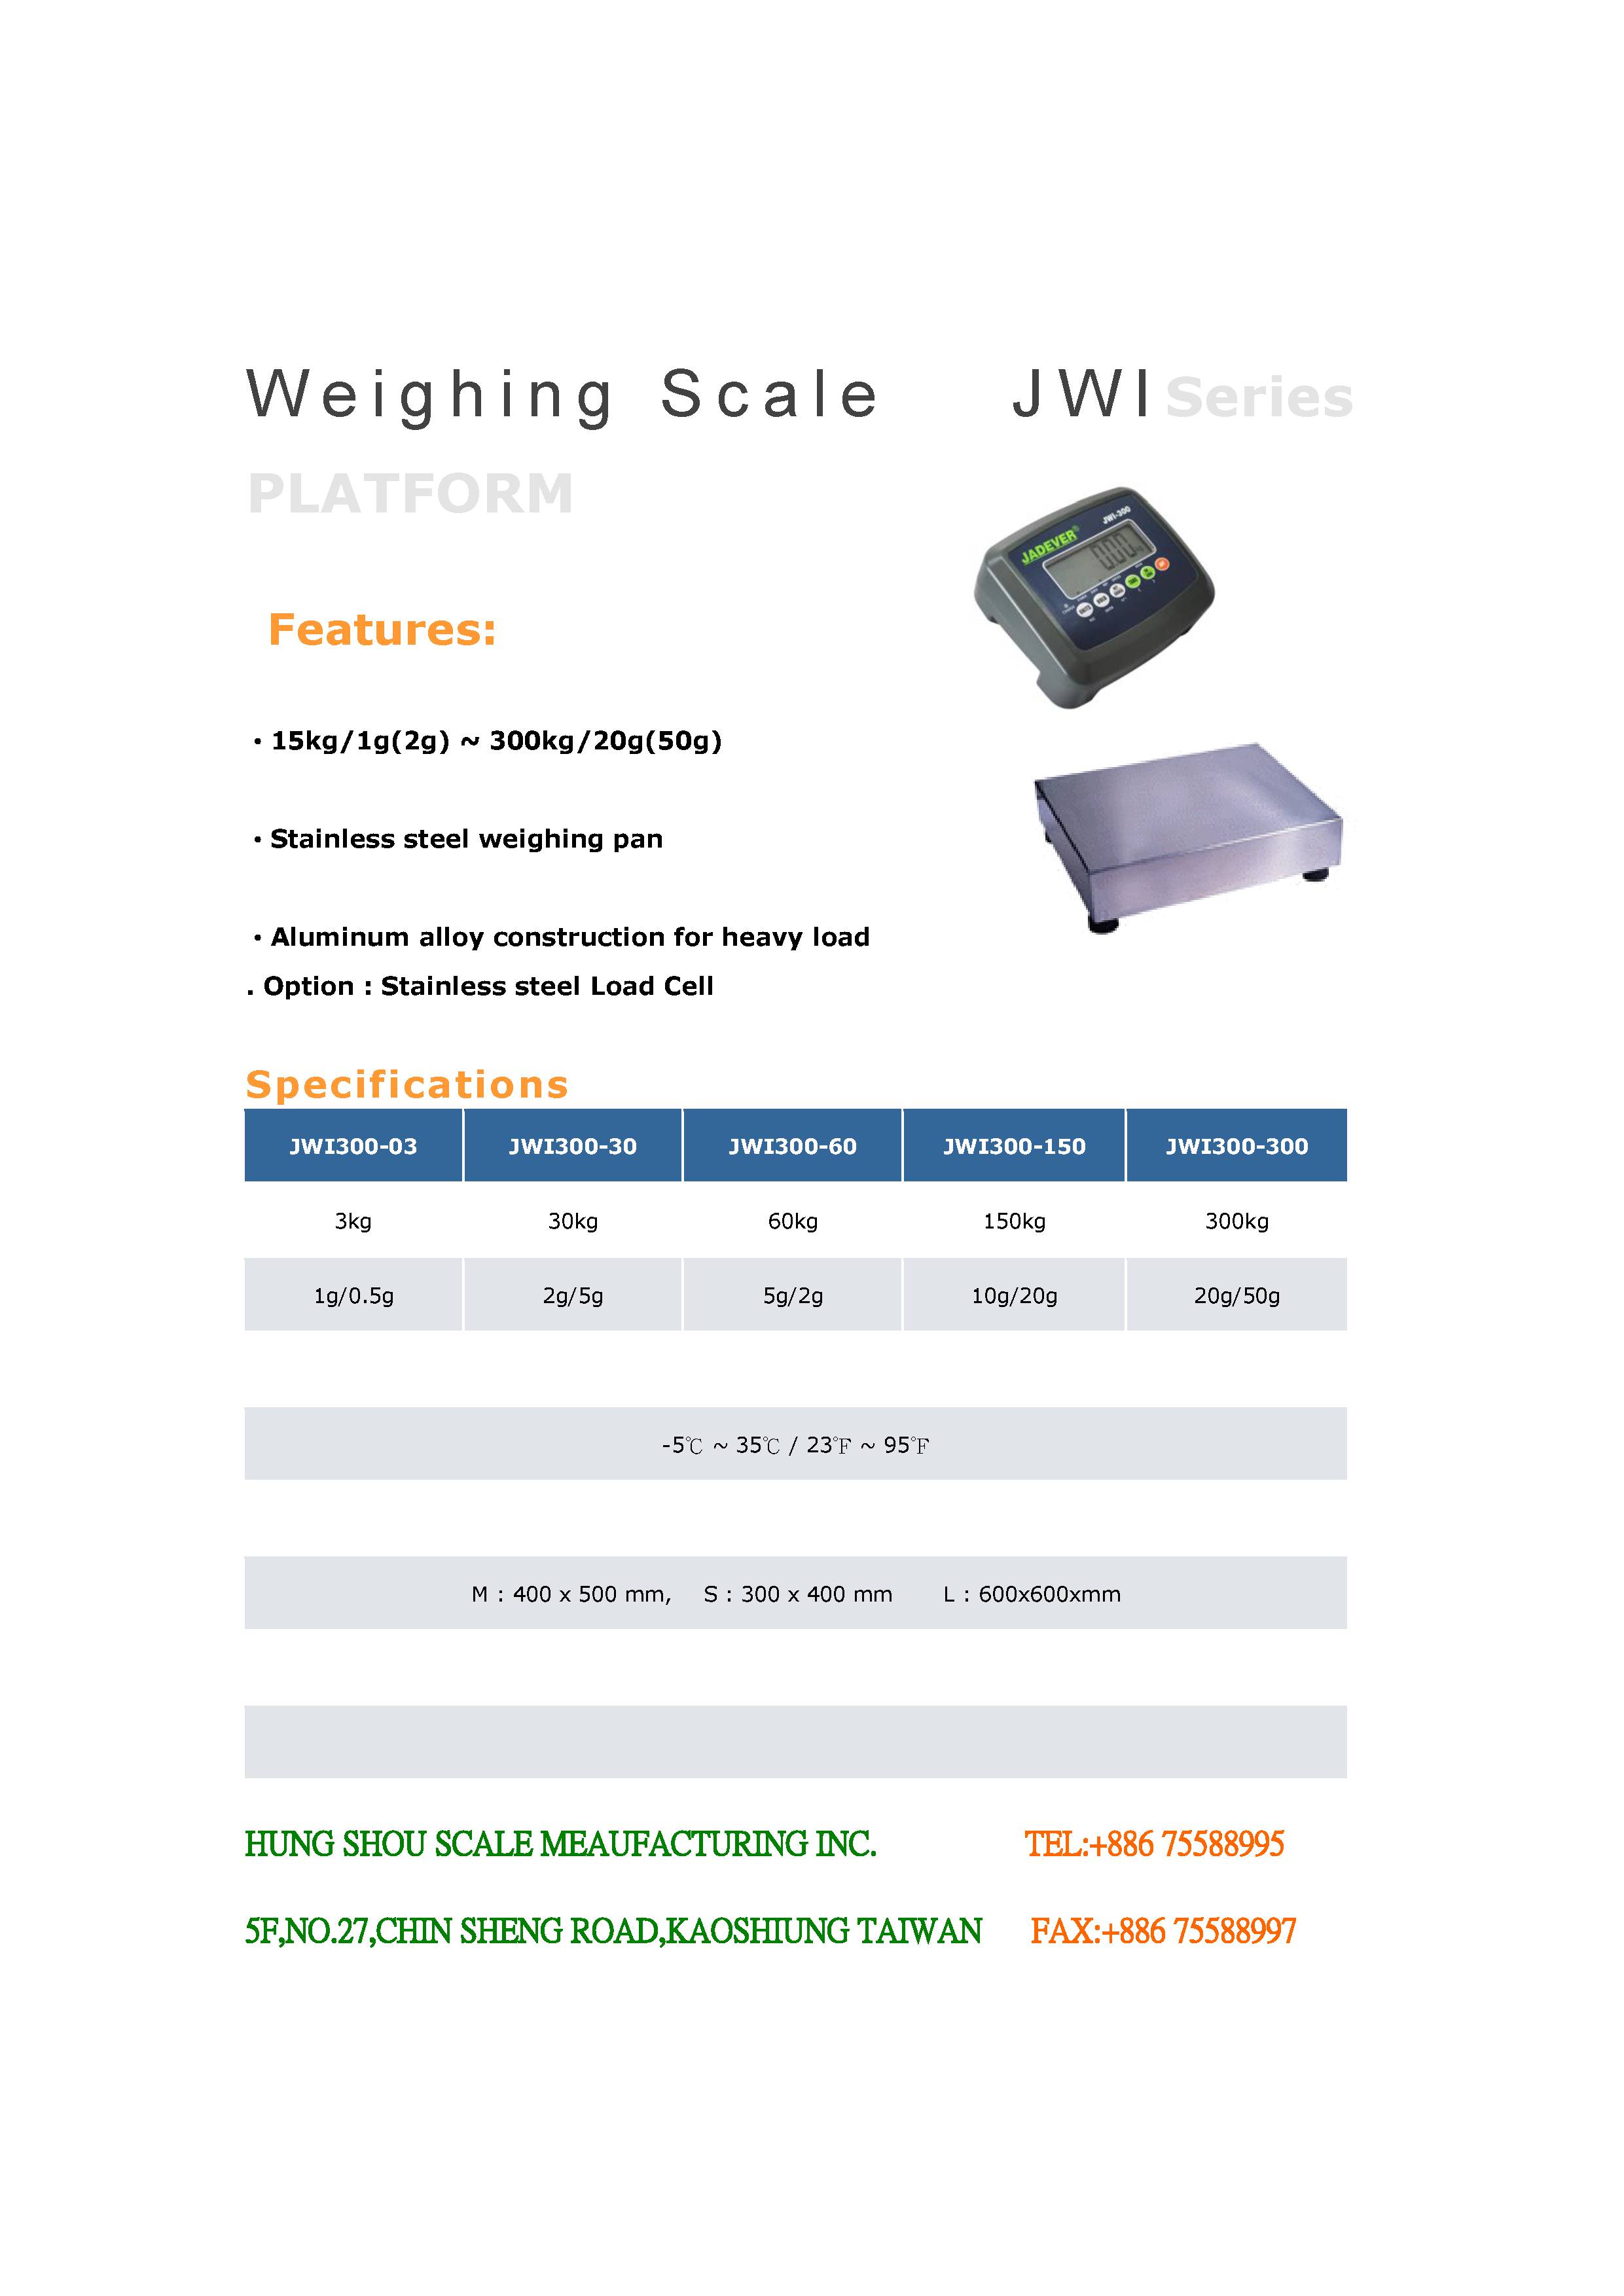 Weighing Scale JWI Series
PLATFORM
JADEVER®
JWI-300
0.00
Features:
· 15kg/1g(2g) ~ 300kg/20g(50g)
· Stainless steel weighing pan
· Aluminum alloy construction for heavy load
. Option : Stainless steel Load Cell
Specifications
JWI300-03 JWI300-30 JWI300-60 JWI300-150 JWI300-300
3kg 30kg 60kg 150kg 300kg
1g/0.5g 2g/5g 5g/2g 10g/20g 20g/50g
-5℃ ~ 35℃ / 23℉ ~ 95℉
M : 400 x 500 mm, S : 300 x 400 mm L : 600x600xmm
HUNG SHOU SCALE MEAUFACTURING INC. TEL:+886 75588995
5F,NO.27,CHIN SHENG ROAD,KAOSHIUNG TAIWAN FAX:+886 75588997